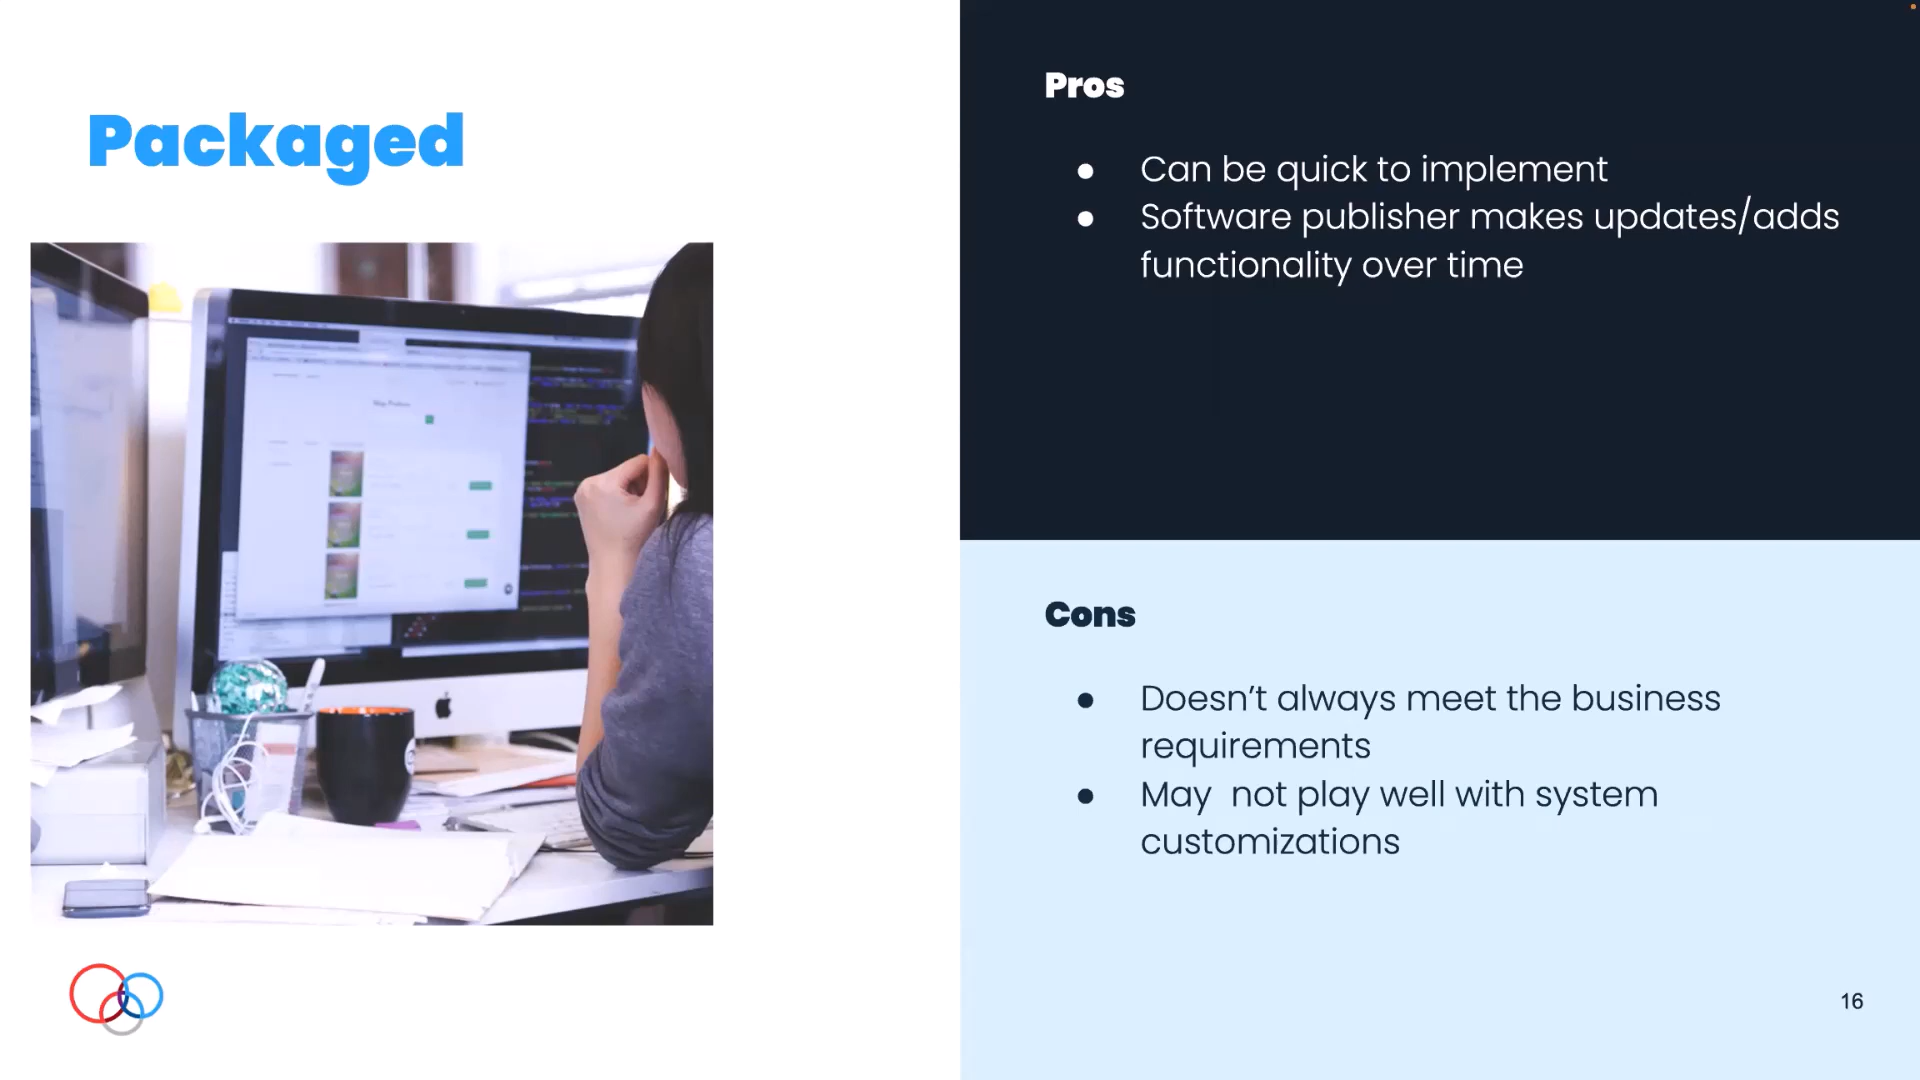 Packaged
Pros
● Can be quick to implement
● Software publisher makes updates/adds
functionality over time
Cons
● Doesn’t always meet the business
requirements
● May  not play well with system
customizations
16